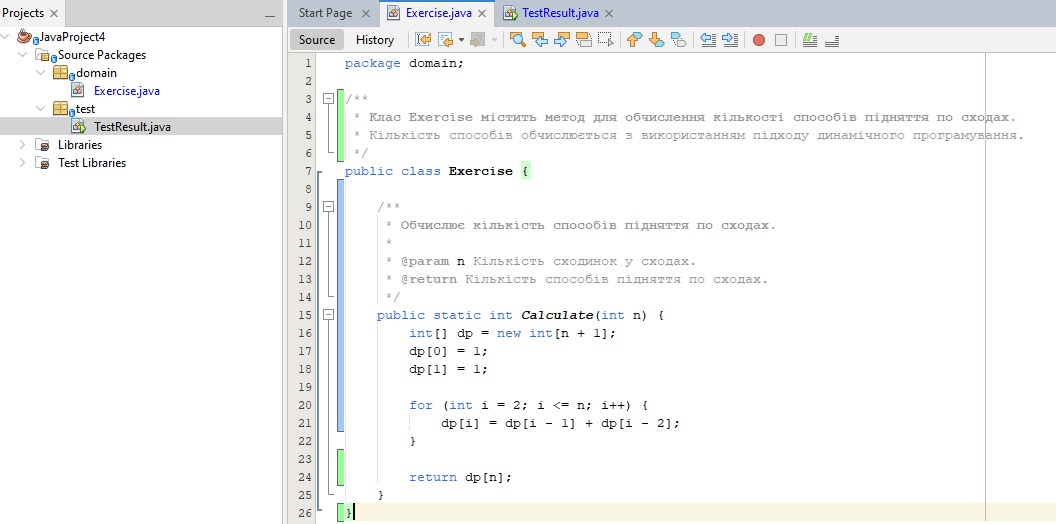 Projects
JavaProject4
Source Packages
domain
Exercise.java
test
TestResult.java
Libraries
Test Libraries
Start Page
Exercise.java
TestResult.java
Source
History
1 package domain;
2
3 /**
4 * Клас Exercise містить метод для обчислення кількості способів підняття по сходах.
5 * Кількість способів обчислюється з використанням підходу динамічного програмування.
6 */
7 public class Exercise {
8
9 /**
10 * Обчислює кількість способів підняття по сходах.
11 *
12 * @param n Кількість сходинок у сходах.
13 * @return Кількість способів підняття по сходах.
14 */
15 public static int Calculate(int n) {
16 int[] dp = new int[n + 1];
17 dp[0] = 1;
18 dp[1] = 1;
19
20 for (int i = 2; i <= n; i++) {
21 dp[i] = dp[i - 1] + dp[i - 2];
22 }
23
24 return dp[n];
25 }
26 }